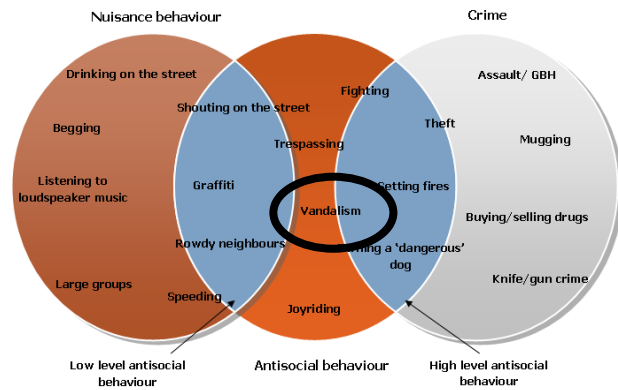 Nuisance behaviour
Crime
Drinking on the street
Assault/ GBH
Fighting
Shouting on the street
Theft
Begging
Mugging
Trespassing
Listening to
loudspeaker music
Graffiti
Setting fires
Vandalism
Buying/selling drugs
Rowdy neighbours
a 'dangerous'
dog
Large groups
Speeding
Knife/gun crime
Joyriding
Low level antisocial
behaviour
Antisocial behaviour
High level antisocial
behaviour